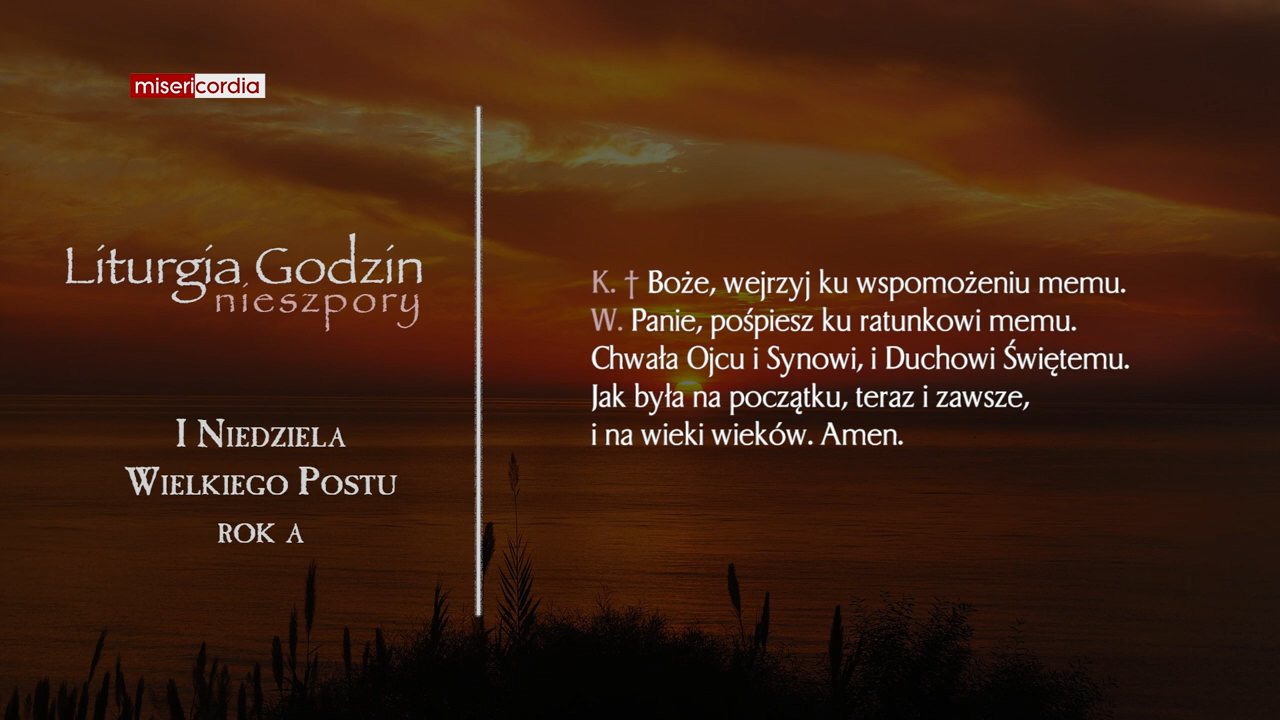 misericordia
Liturgia Godzin
nieszpory
I Niedziela
Wielkiego Postu
rok a
K. † Boże, wejrzyj ku wspomożeniu memu.
W. Panie, pośpiesz ku ratunkowi memu.
Chwała Ojcu i Synowi, i Duchowi Świętemu.
Jak była na początku, teraz i zawsze,
i na wieki wieków. Amen.